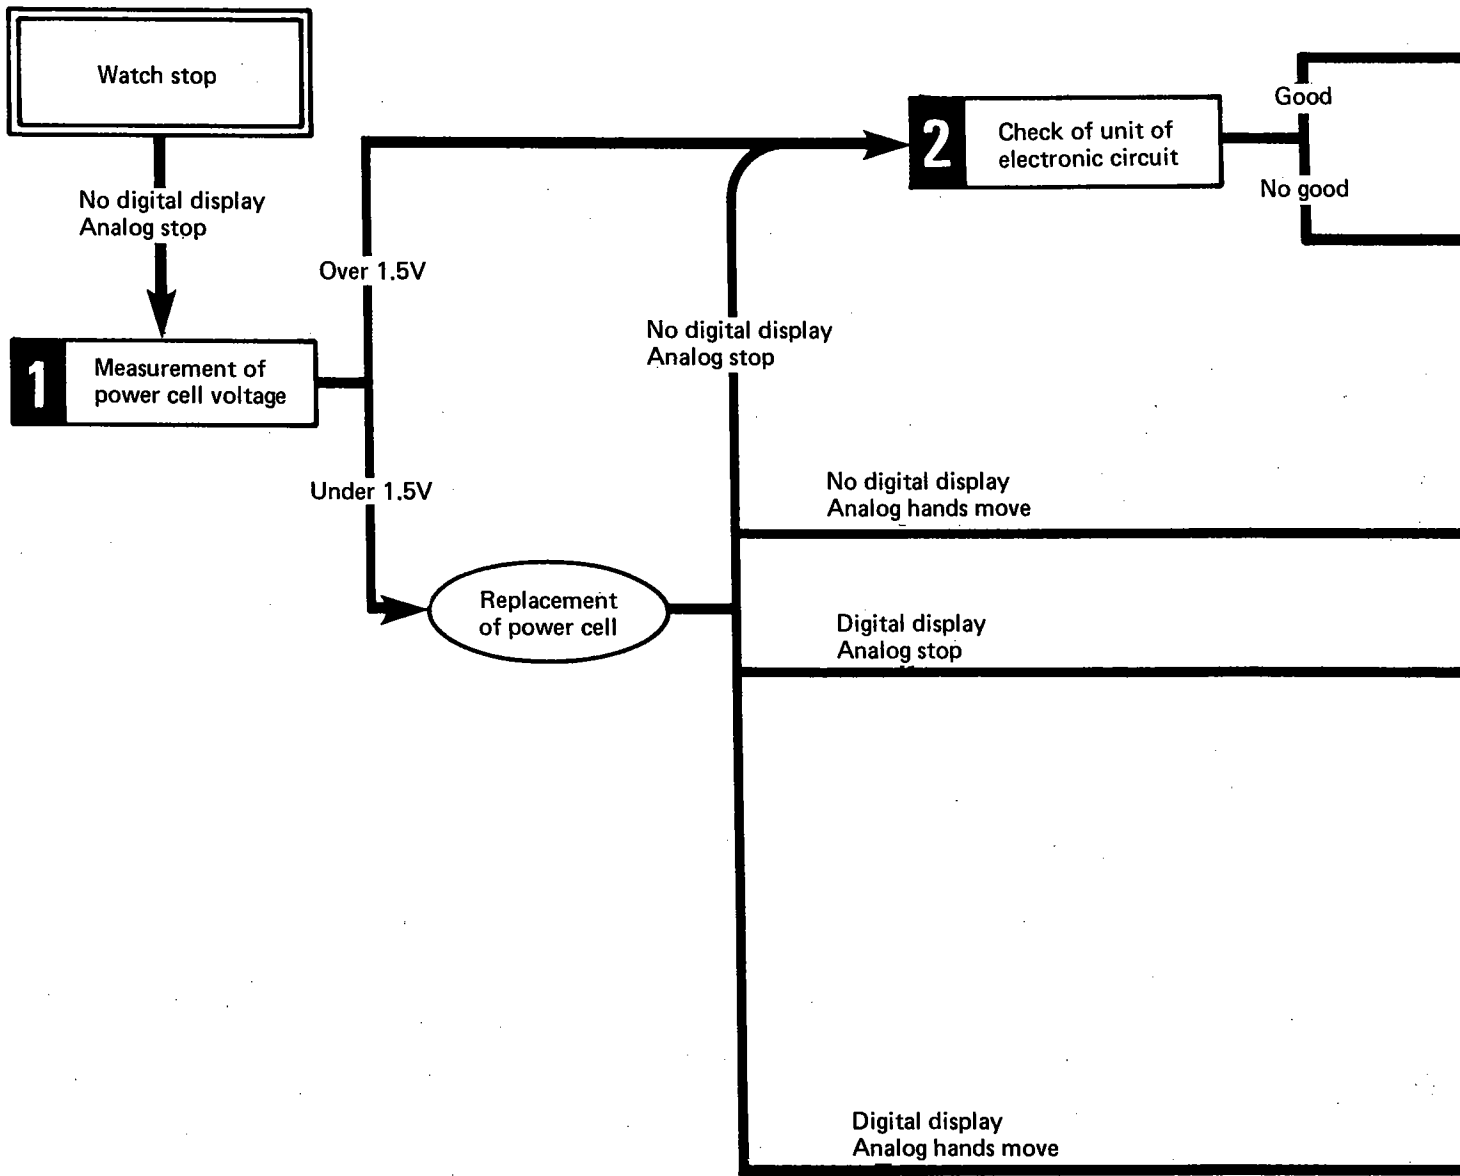 Watch stop
No digital display
Analog stop
1
Measurement of
power cell voltage
Over 1.5V
Under 1.5V
Replacement
of power cell
No digital display
Analog stop
2
Check of unit of
electronic circuit
Good
No good
No digital display
Analog hands move
Digital display
Analog stop
Digital display
Analog hands move